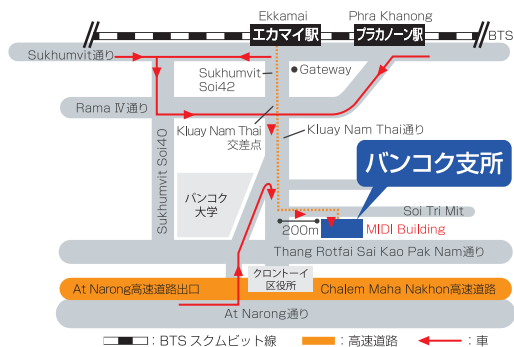 Ekkamai
Phra Khanong
エカマイ駅
プラカノーン駅
BTS
Sukhumvit通り
Sukhumvit
Soi42
Gateway
Rama Ⅳ通り
Kluay Nam Thai
交差点
Kluay Nam Thai通り
Sukhumvit Soi40
バンコク支所
バンコク
大学
Soi Tri Mit
200m
MIDI Building
Thang Rotfai Sai Kao Pak Nam通り
クロントーイ
区役所
At Narong高速道路出口
Chalem Maha Nakhon高速道路
At Narong通り
：BTS スクムビット線
：高速道路
：車